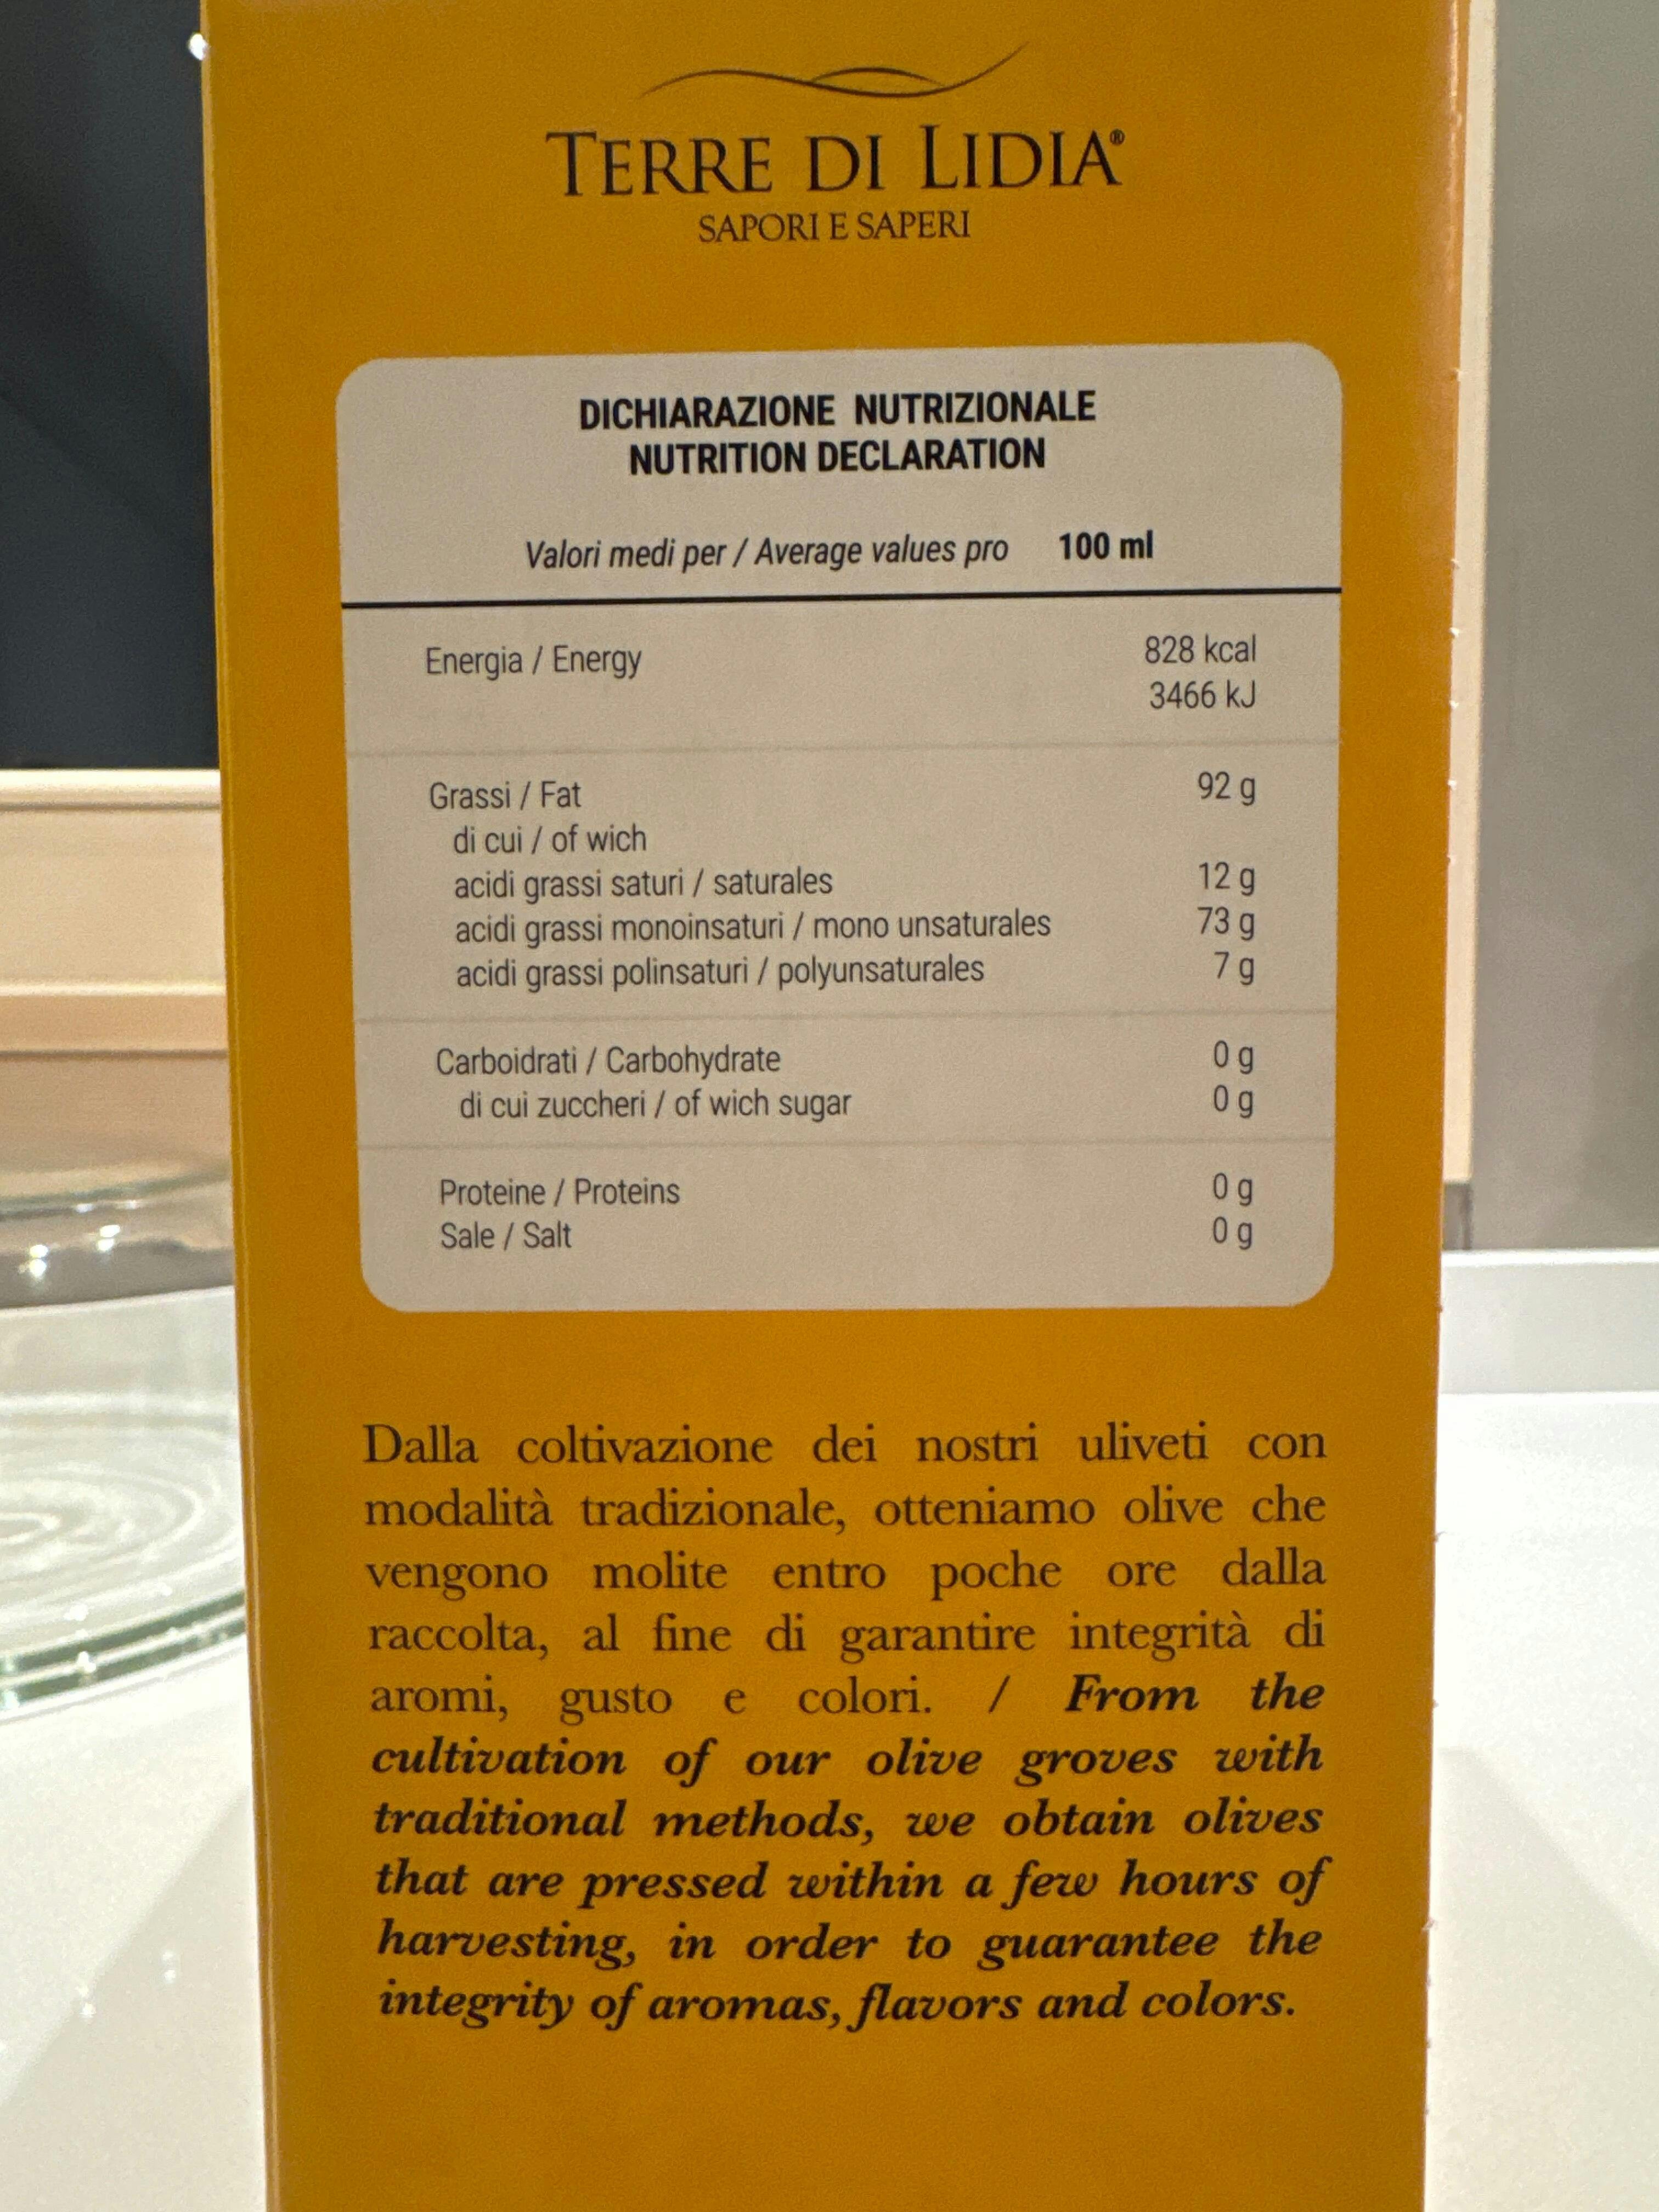 TERRE DI LIDIA®
SAPORI E SAPERI
DICHIARAZIONE NUTRIZIONALE
NUTRITION DECLARATION
Valori medi per / Average values pro 100 ml
Energia / Energy 828 kcal
3466 kJ
Grassi / Fat 92 g
di cui / of wich
acidi grassi saturi / saturales 12 g
acidi grassi monoinsaturi / mono unsaturales 73 g
acidi grassi polinsaturi / polyunsaturales 7 g
Carboidrati / Carbohydrate 0 g
di cui zuccheri / of wich sugar 0 g
Proteine / Proteins 0 g
Sale / Salt 0 g
Dalla coltivazione dei nostri uliveti con
modalità tradizionale, otteniamo olive che
vengono molite entro poche ore dalla
raccolta, al fine di garantire integrità di
aromi, gusto e colori. / From the
cultivation of our olive groves with
traditional methods, we obtain olives
that are pressed within a few hours of
harvesting, in order to guarantee the
integrity of aromas, flavors and colors.